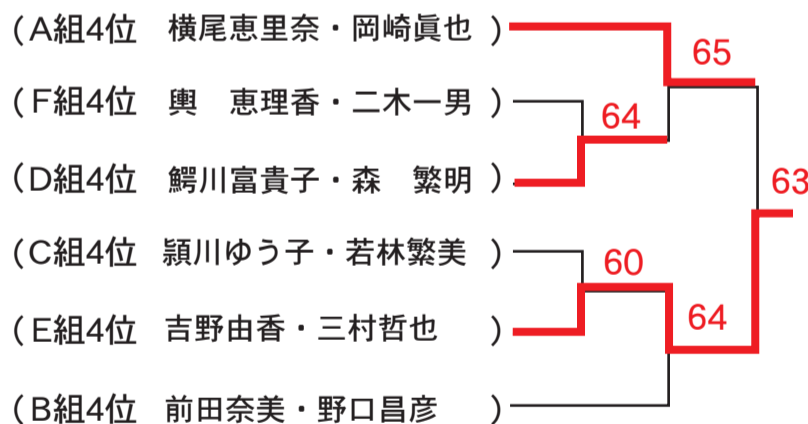 (A組4位 横尾恵里奈・岡崎眞也 )
65
(F組4位 輿 恵理香・二木一男 )
64
(D組4位 鰐川富貴子・森 繁明 )
63
(C組4位 頴川ゆう子・若林繁美 )
60
(E組4位 吉野由香・三村哲也 )
64
(B組4位 前田奈美・野口昌彦 )